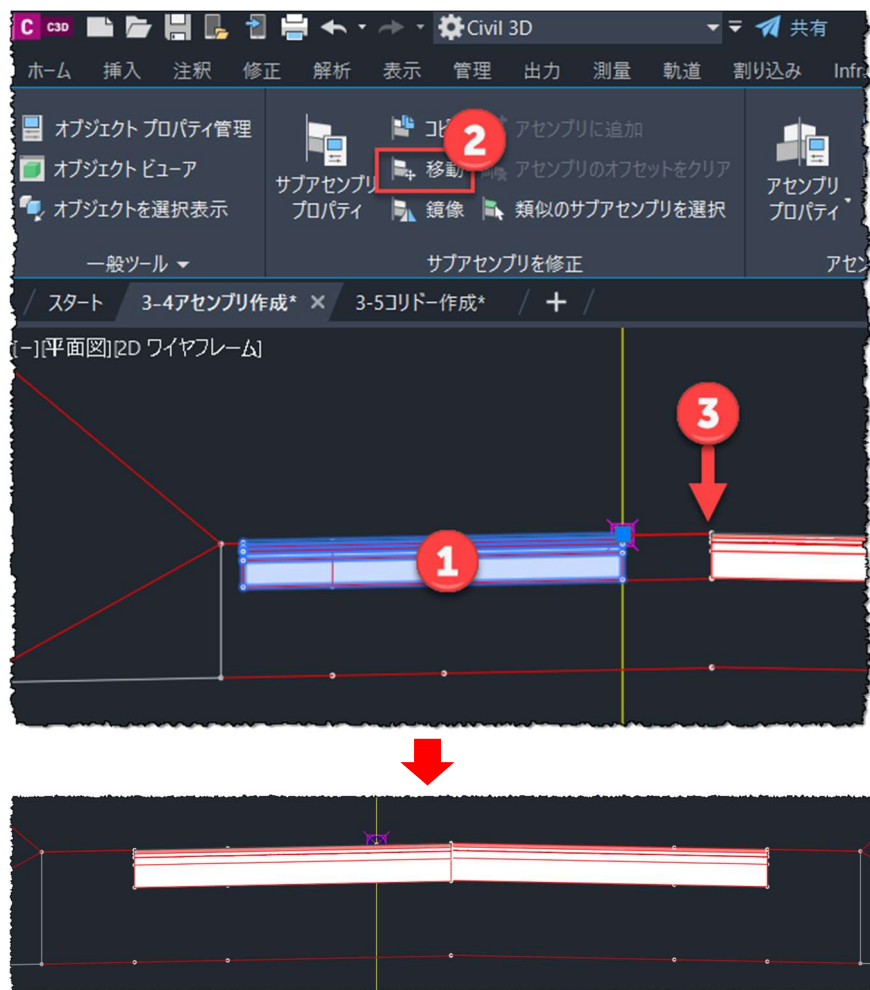 C C3D Civil 3D 共有
ホーム 挿入 注釈 修正 解析 表示 管理 出力 測量 軌道 割り込み Infr
オブジェクト プロパティ管理
オブジェクト ビューア
オブジェクトを選択表示
一般ツール
サブアセンブリ
プロパティ
2
アセンブリに追加
移動 アセンブリのオフセットをクリア
鏡像 類似のサブアセンブリを選択
サブアセンブリを修正
アセンブリ
プロパティ
アセン
スタート 3-4アセンブリ作成* × 3-5コリドー作成* +
[-][平面図][2D ワイヤフレーム]
3
1